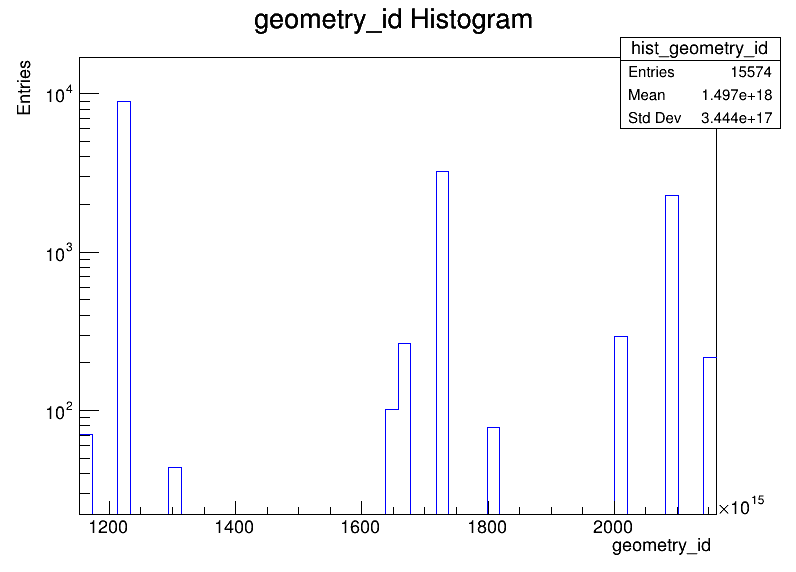 geometry_id Histogram
hist_geometry_id
Entries 15574
Mean 1.497e+18
Std Dev 3.444e+17
Entries
10^4
10^3
10^2
1200 1400 1600 1800 2000
×10^15
geometry_id